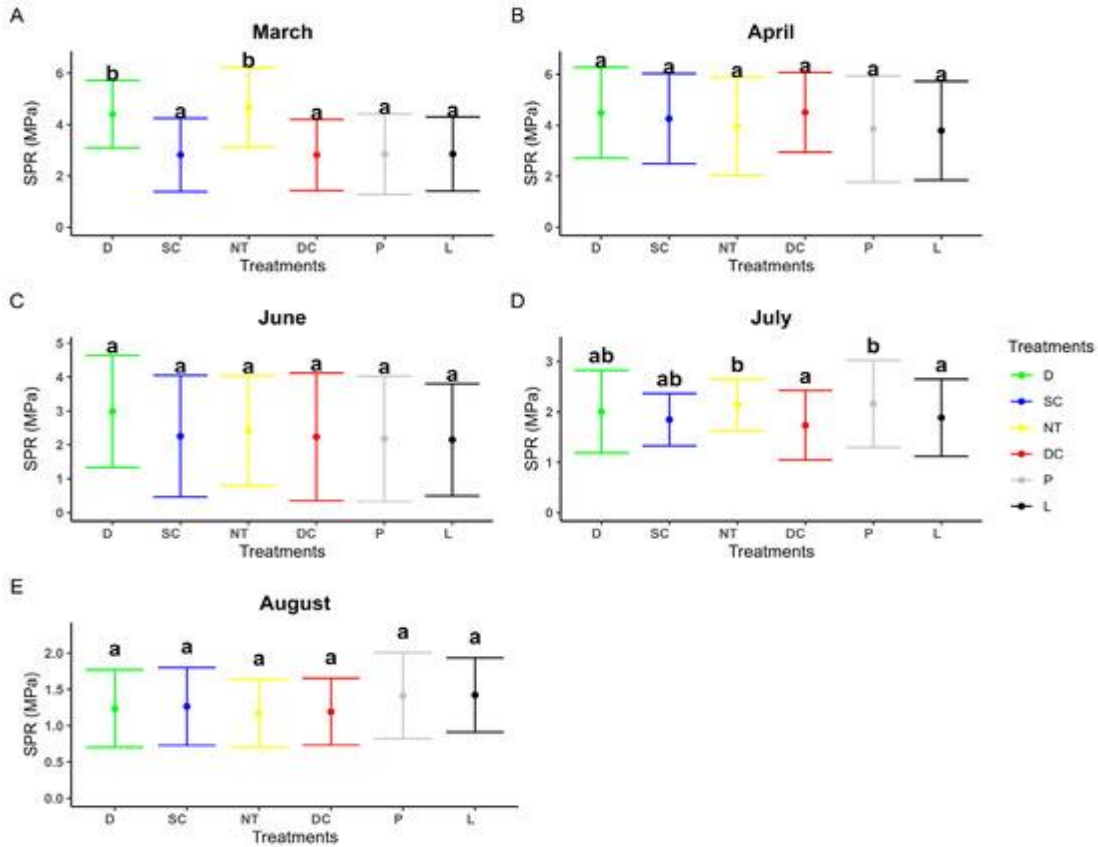 A
March
SPR (MPa)
6
4
2
0
b
a
b
a
a
a
D SC NT DC P L
Treatments
B
April
SPR (MPa)
6
4
2
0
a
a
a
a
a
a
D SC NT DC P L
Treatments
C
June
SPR (MPa)
5
4
3
2
1
0
a
a
a
a
a
a
D SC NT DC P L
Treatments
D
July
SPR (MPa)
3
2
1
0
ab
ab
b
a
b
a
D SC NT DC P L
Treatments
Treatments
D
SC
NT
DC
P
L
E
August
SPR (MPa)
2.0
1.5
1.0
0.5
0.0
a
a
a
a
a
a
D SC NT DC P L
Treatments